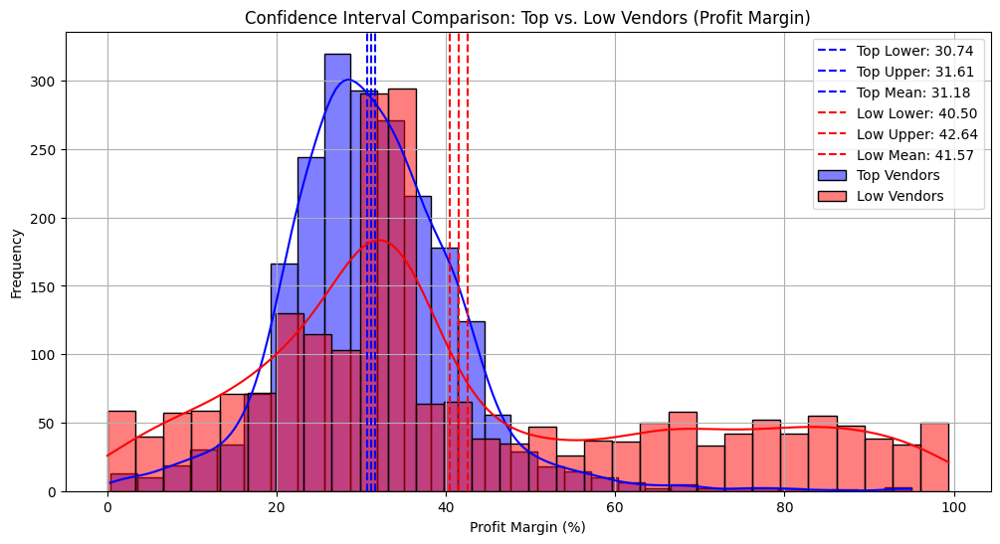 Confidence Interval Comparison: Top vs. Low Vendors (Profit Margin)
Top Lower: 30.74
Top Upper: 31.61
Top Mean: 31.18
Low Lower: 40.50
Low Upper: 42.64
Low Mean: 41.57
Top Vendors
Low Vendors
Frequency
300
250
200
150
100
50
0
0 20 40 60 80 100
Profit Margin (%)